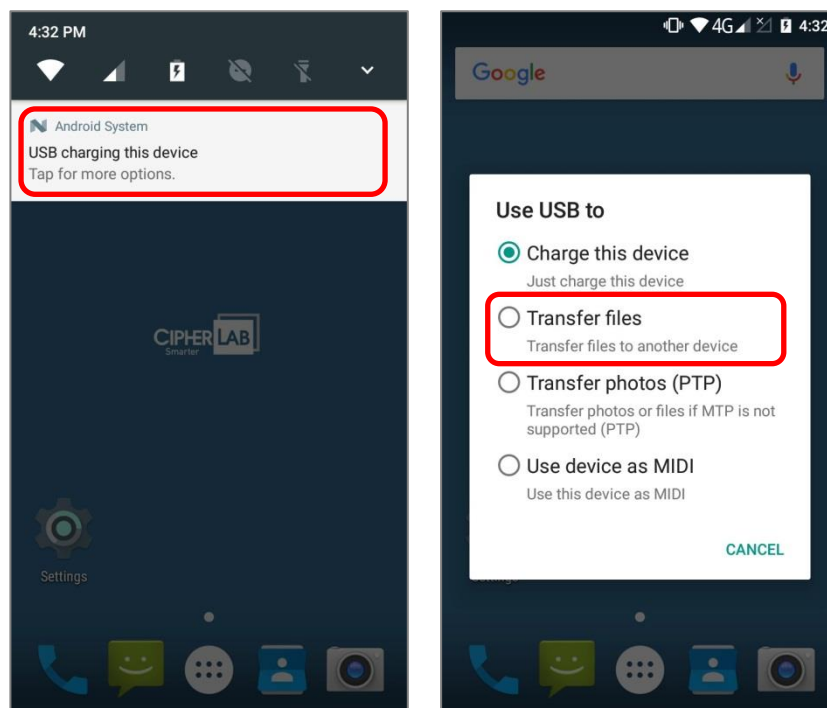 4:32 PM
Android System
USB charging this device
Tap for more options.
CIPHERLAB
Smarter
Settings
4G 4:32
Google
Use USB to
Charge this device
Just charge this device
Transfer files
Transfer files to another device
Transfer photos (PTP)
Transfer photos or files if MTP is not
supported (PTP)
Use device as MIDI
Use this device as MIDI
CANCEL